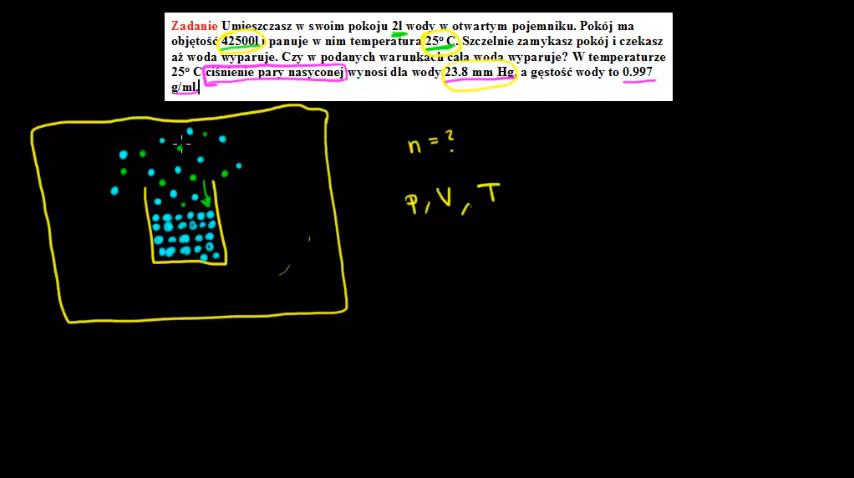 Zadanie Umieszczasz w swoim pokoju 2l wody w otwartym pojemniku. Pokój ma
objętość 42500l i panuje w nim temperatura 25º C. Szczelnie zamykasz pokój i czekasz
aż woda wyparuje. Czy w podanych warunkach cała woda wyparuje? W temperaturze
25º C ciśnienie pary nasyconej wynosi dla wody 23.8 mm Hg, a gęstość wody to 0.997
g/ml.
n = ?
P, V, T